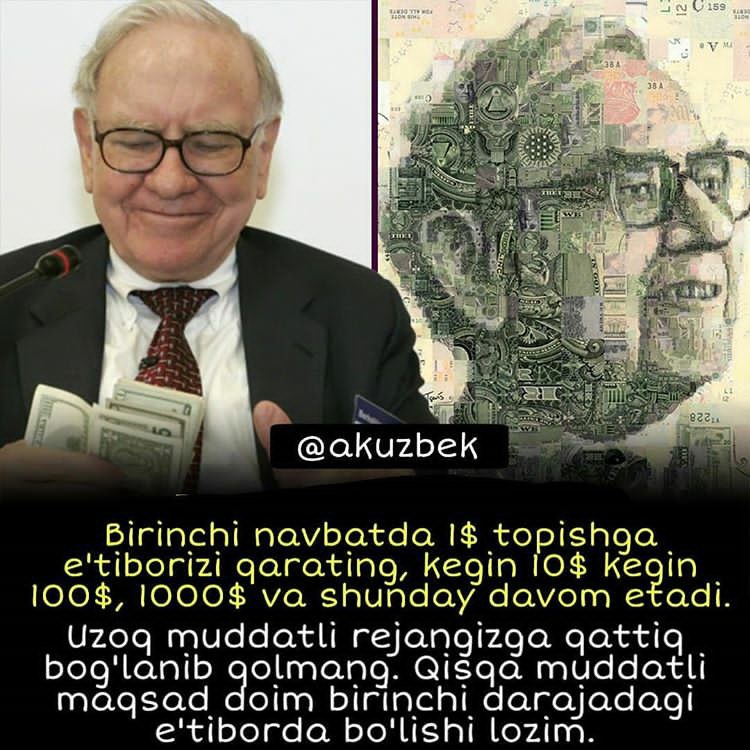 @akuzbek
Birinchi navbatda 1$ topishga
e'tiborizi qarating, kegin 10$ kegin
100$, 1000$ va shunday davom etadi.
Uzoq muddatli rejangizga qattiq
bog'lanib qolmang. Qisqa muddatli
maqsad doim birinchi darajadagi
e'tiborda bo'lishi lozim.